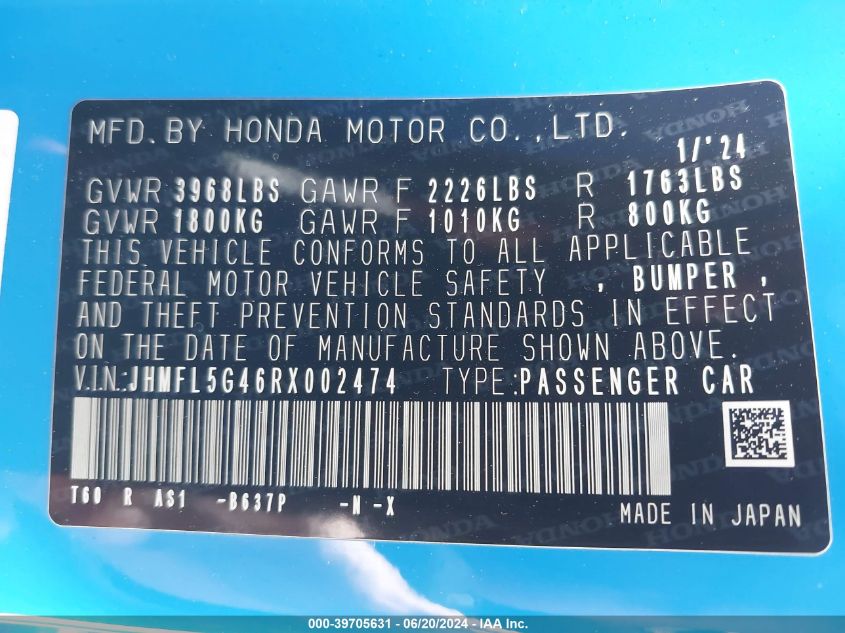 MFD. BY HONDA MOTOR CO.,LTD.
1/'24
GVWR 3968LBS GAWR F 2226LBS R 1763LBS
GVWR 1800KG GAWR F 1010KG R 800KG
THIS VEHICLE CONFORMS TO ALL APPLICABLE
FEDERAL MOTOR VEHICLE SAFETY , BUMPER ,
AND THEFT PREVENTION STANDARDS IN EFFECT
ON THE DATE OF MANUFACTURE SHOWN ABOVE.
V.I.N.:JHMFL5G46RX002474 TYPE:PASSENGER CAR
T60 R AS1 -B637P -N -X
MADE IN JAPAN
000-39705631 - 06/20/2024 - IAA Inc.